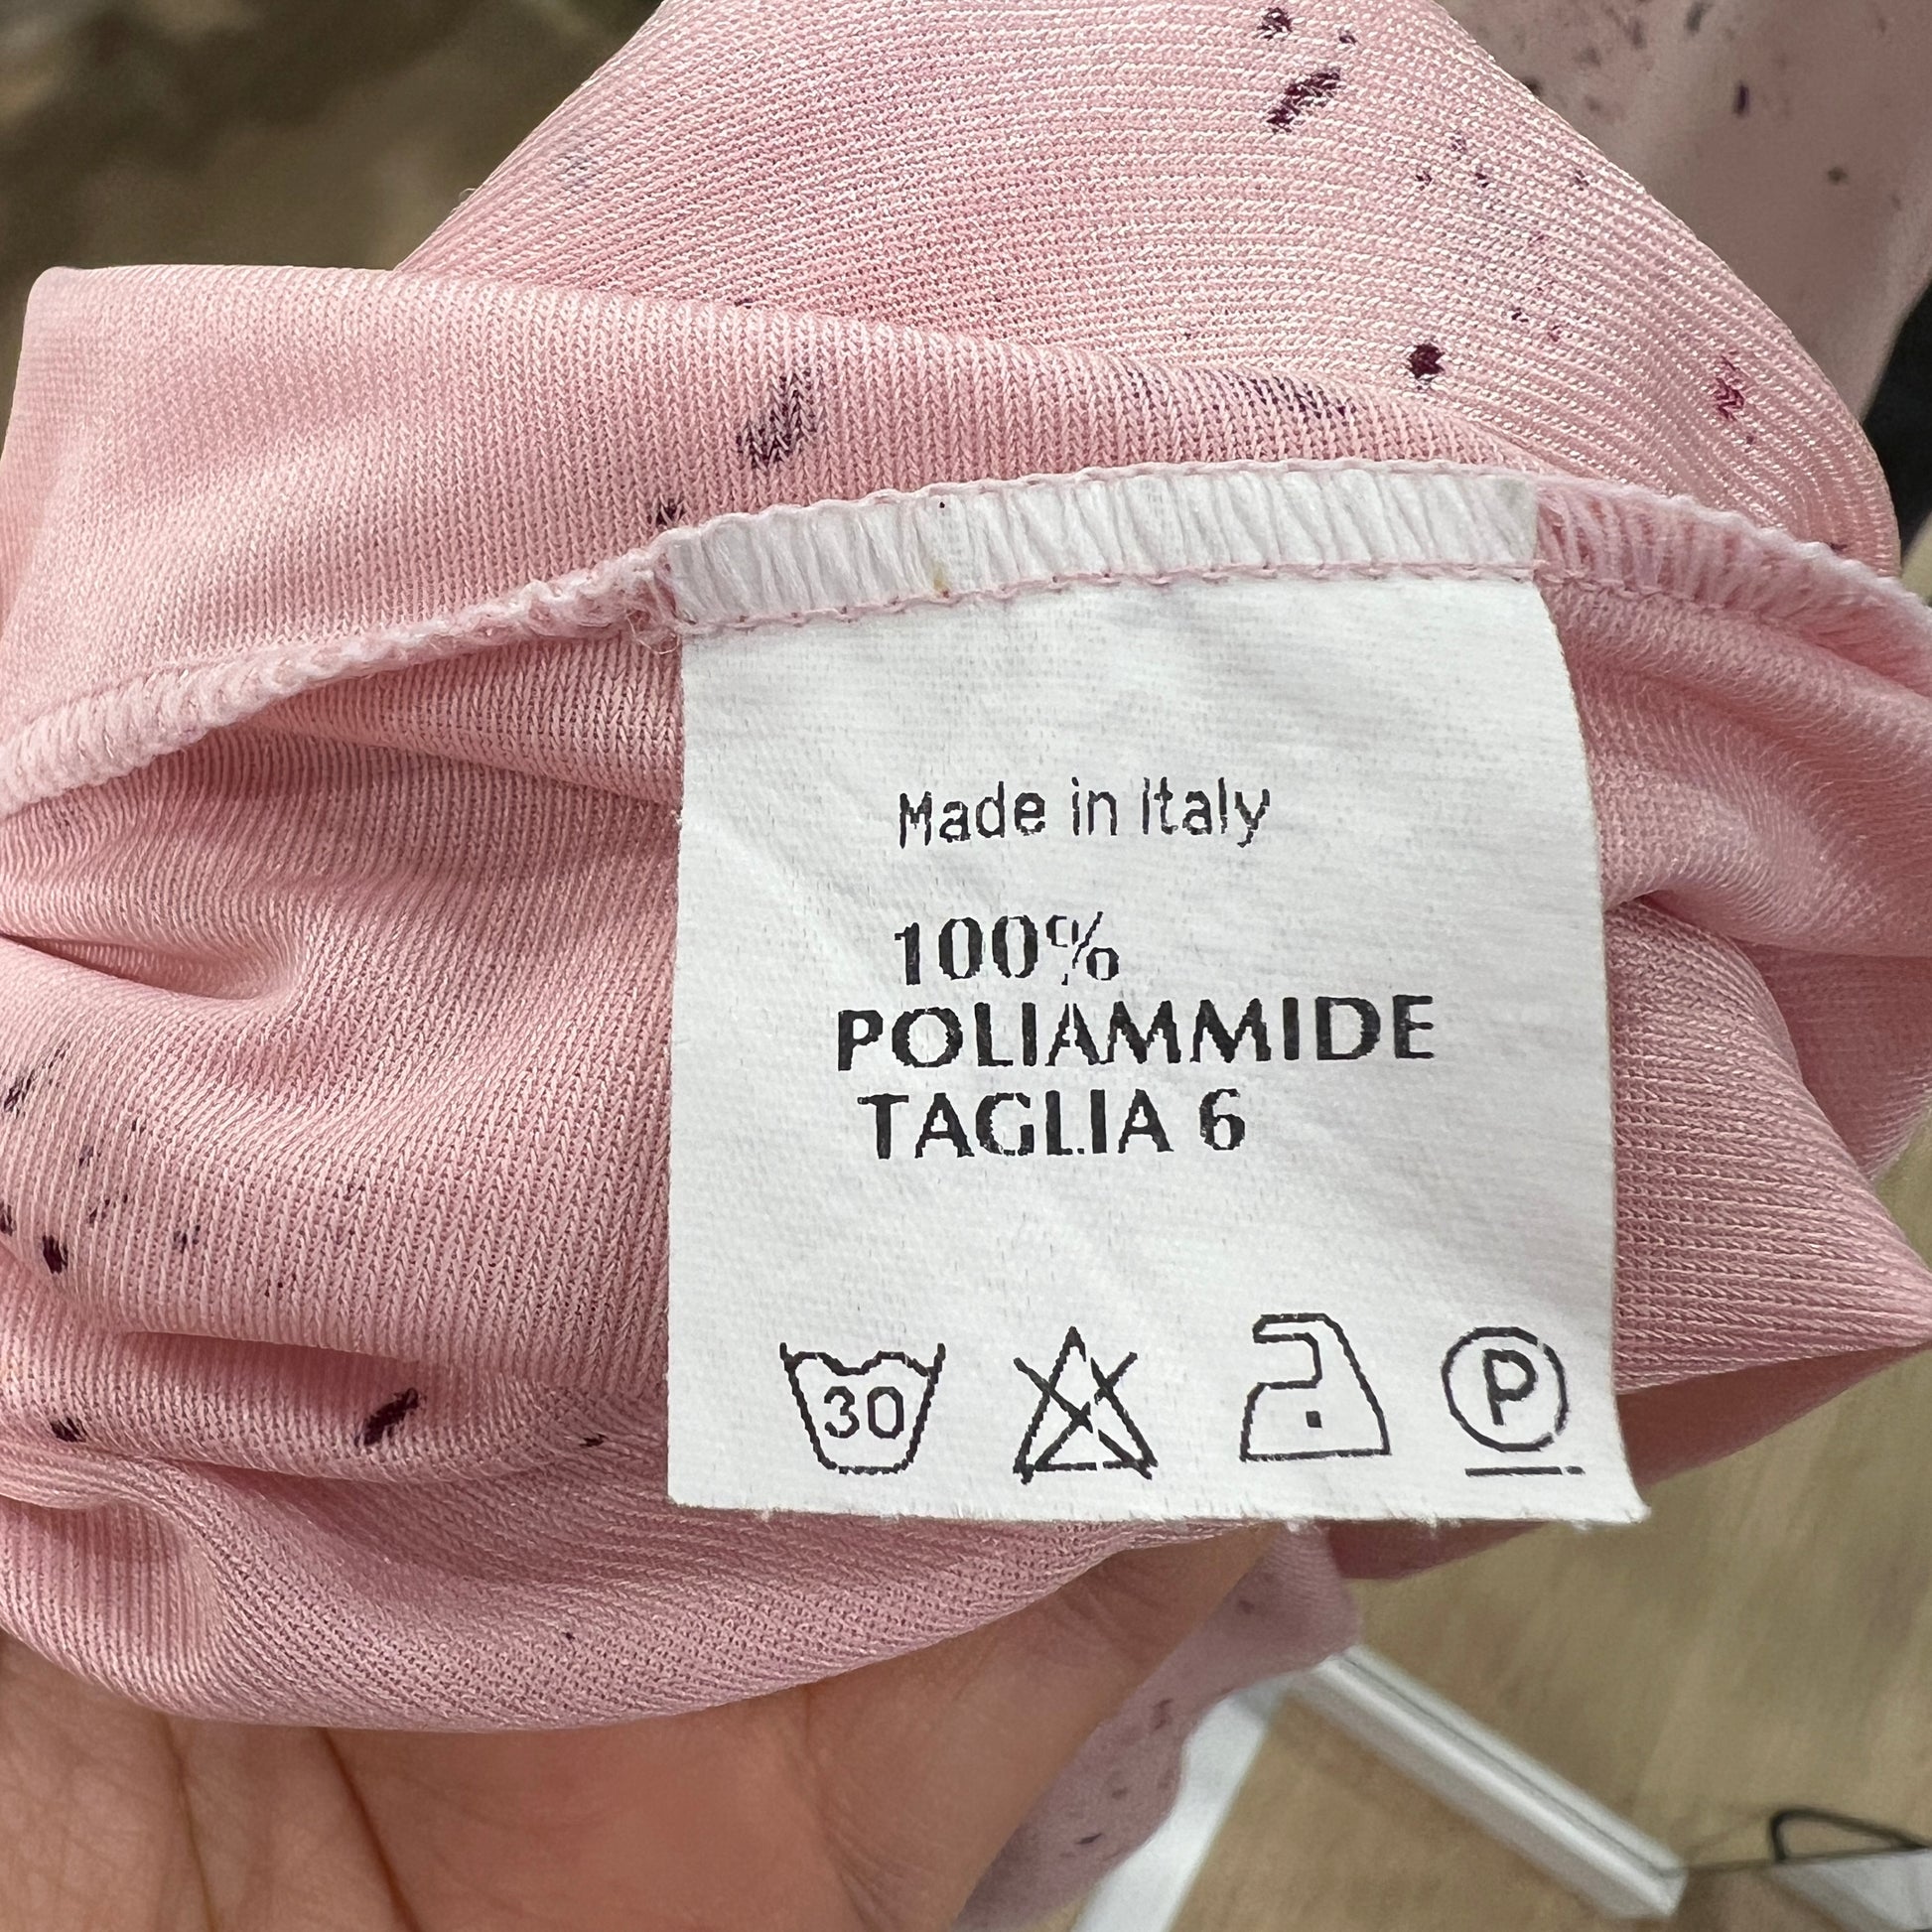 Made in Italy
100%
POLIAMMIDE
TAGLIA 6
30 P